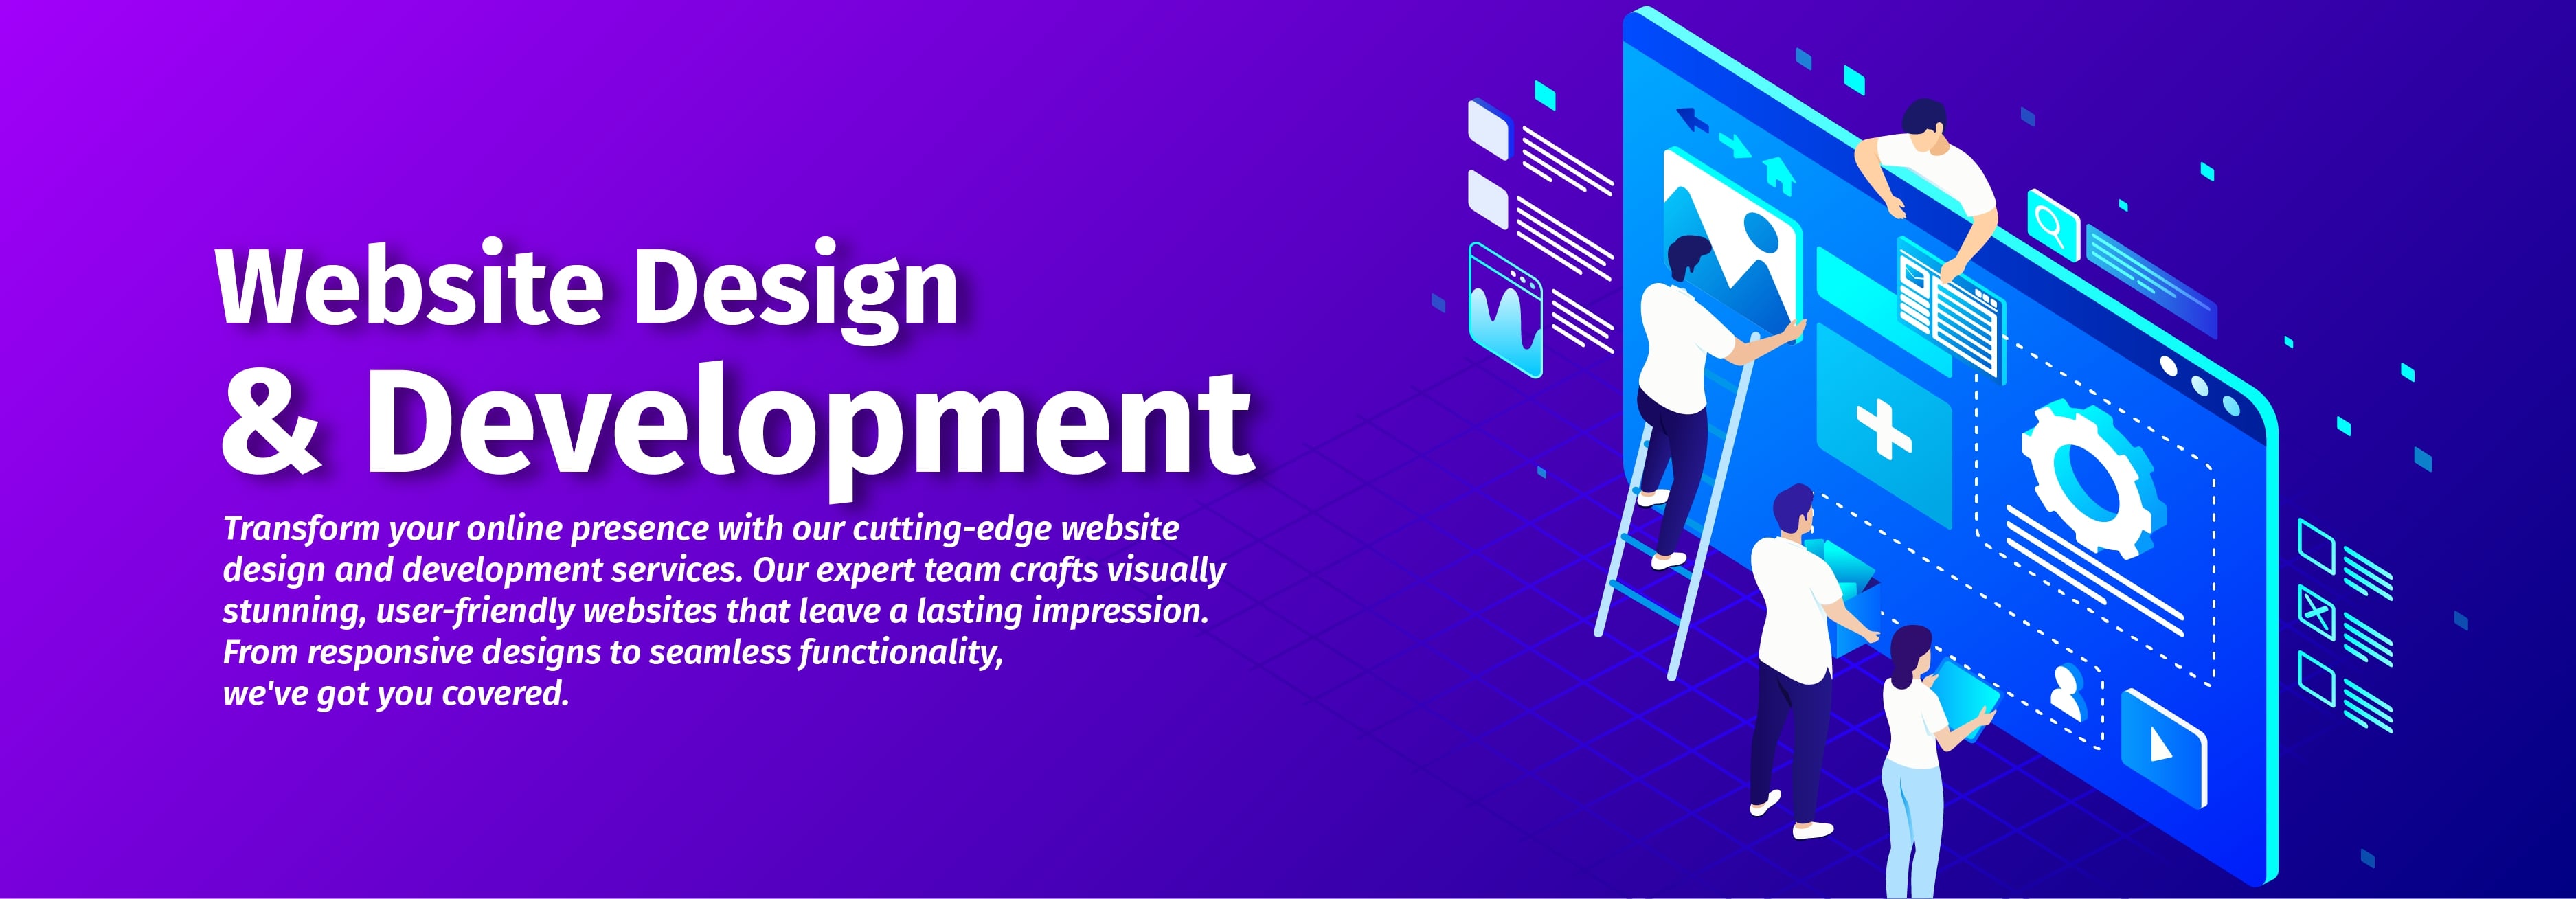 Website Design
& Development
Transform your online presence with our cutting-edge website
design and development services. Our expert team crafts visually
stunning, user-friendly websites that leave a lasting impression.
From responsive designs to seamless functionality,
we've got you covered.